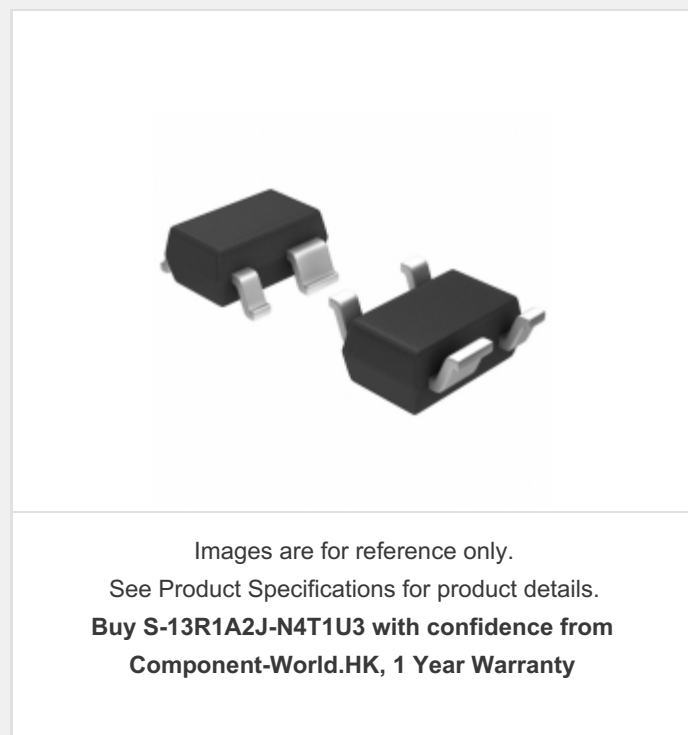 Images are for reference only.
See Product Specifications for product details.
Buy S-13R1A2J-N4T1U3 with confidence from
Component-World.HK, 1 Year Warranty